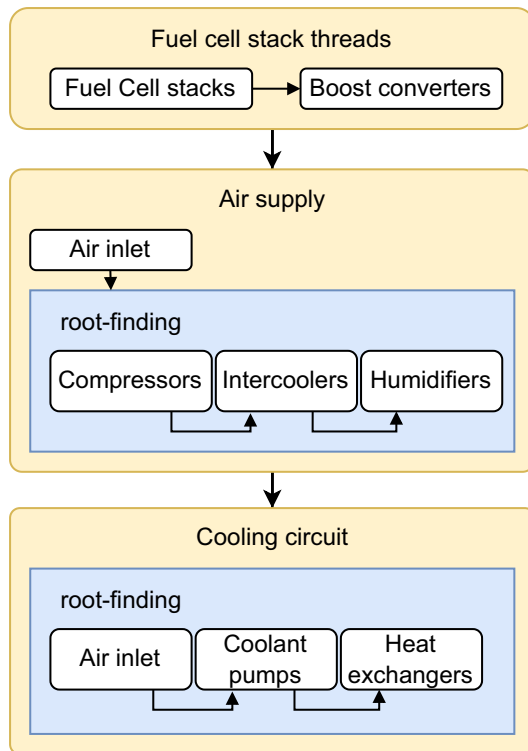 Fuel cell stack threads
Fuel Cell stacks
Boost converters
Air supply
Air inlet
root-finding
Compressors
Intercoolers
Humidifiers
Cooling circuit
root-finding
Air inlet
Coolant
pumps
Heat
exchangers